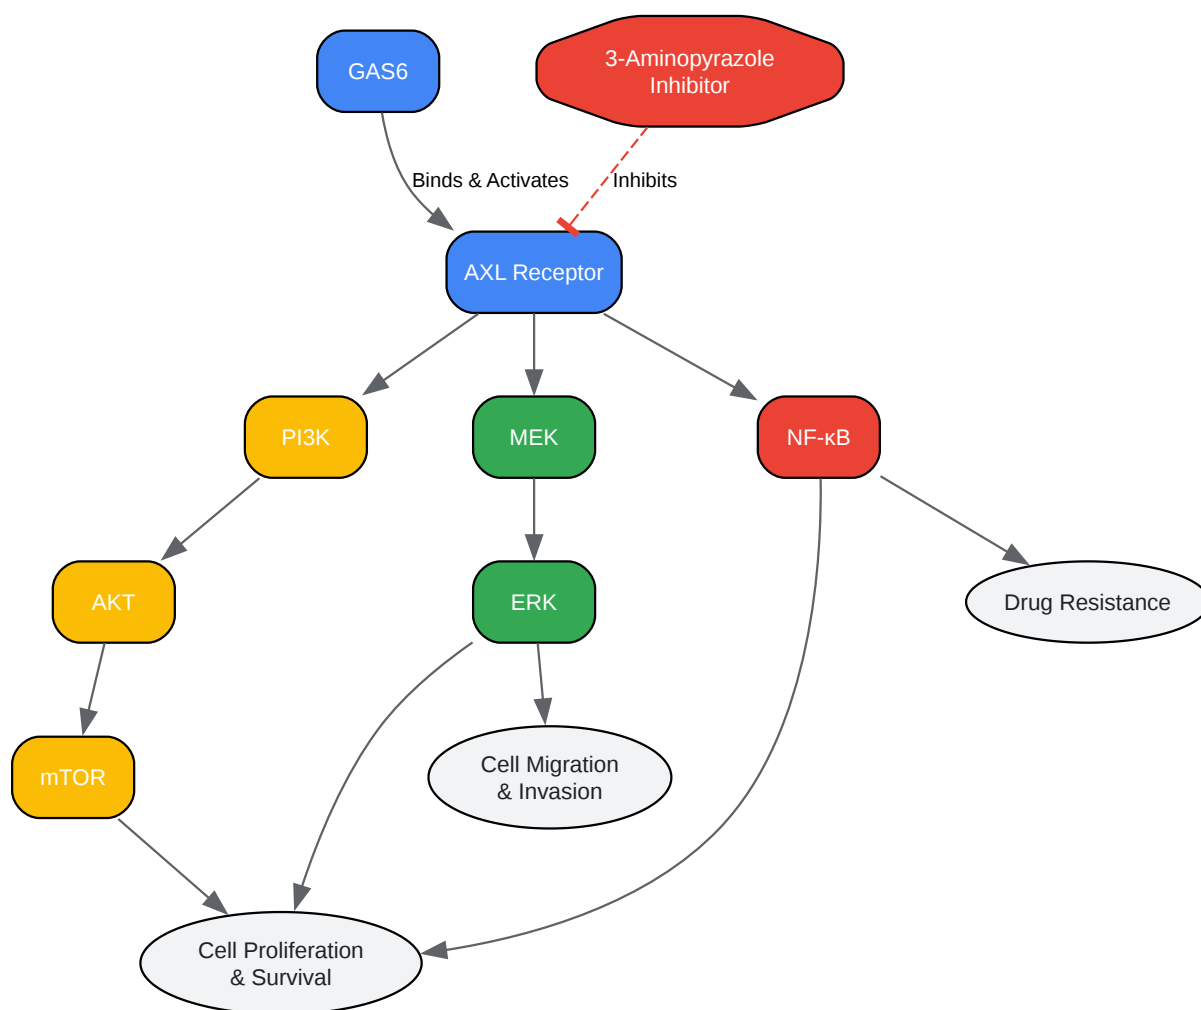 GAS6
3-Aminopyrazole
Inhibitor
Binds & Activates
Inhibits
AXL Receptor
PI3K
MEK
NF-κB
AKT
ERK
Drug Resistance
mTOR
Cell Migration
& Invasion
Cell Proliferation
& Survival